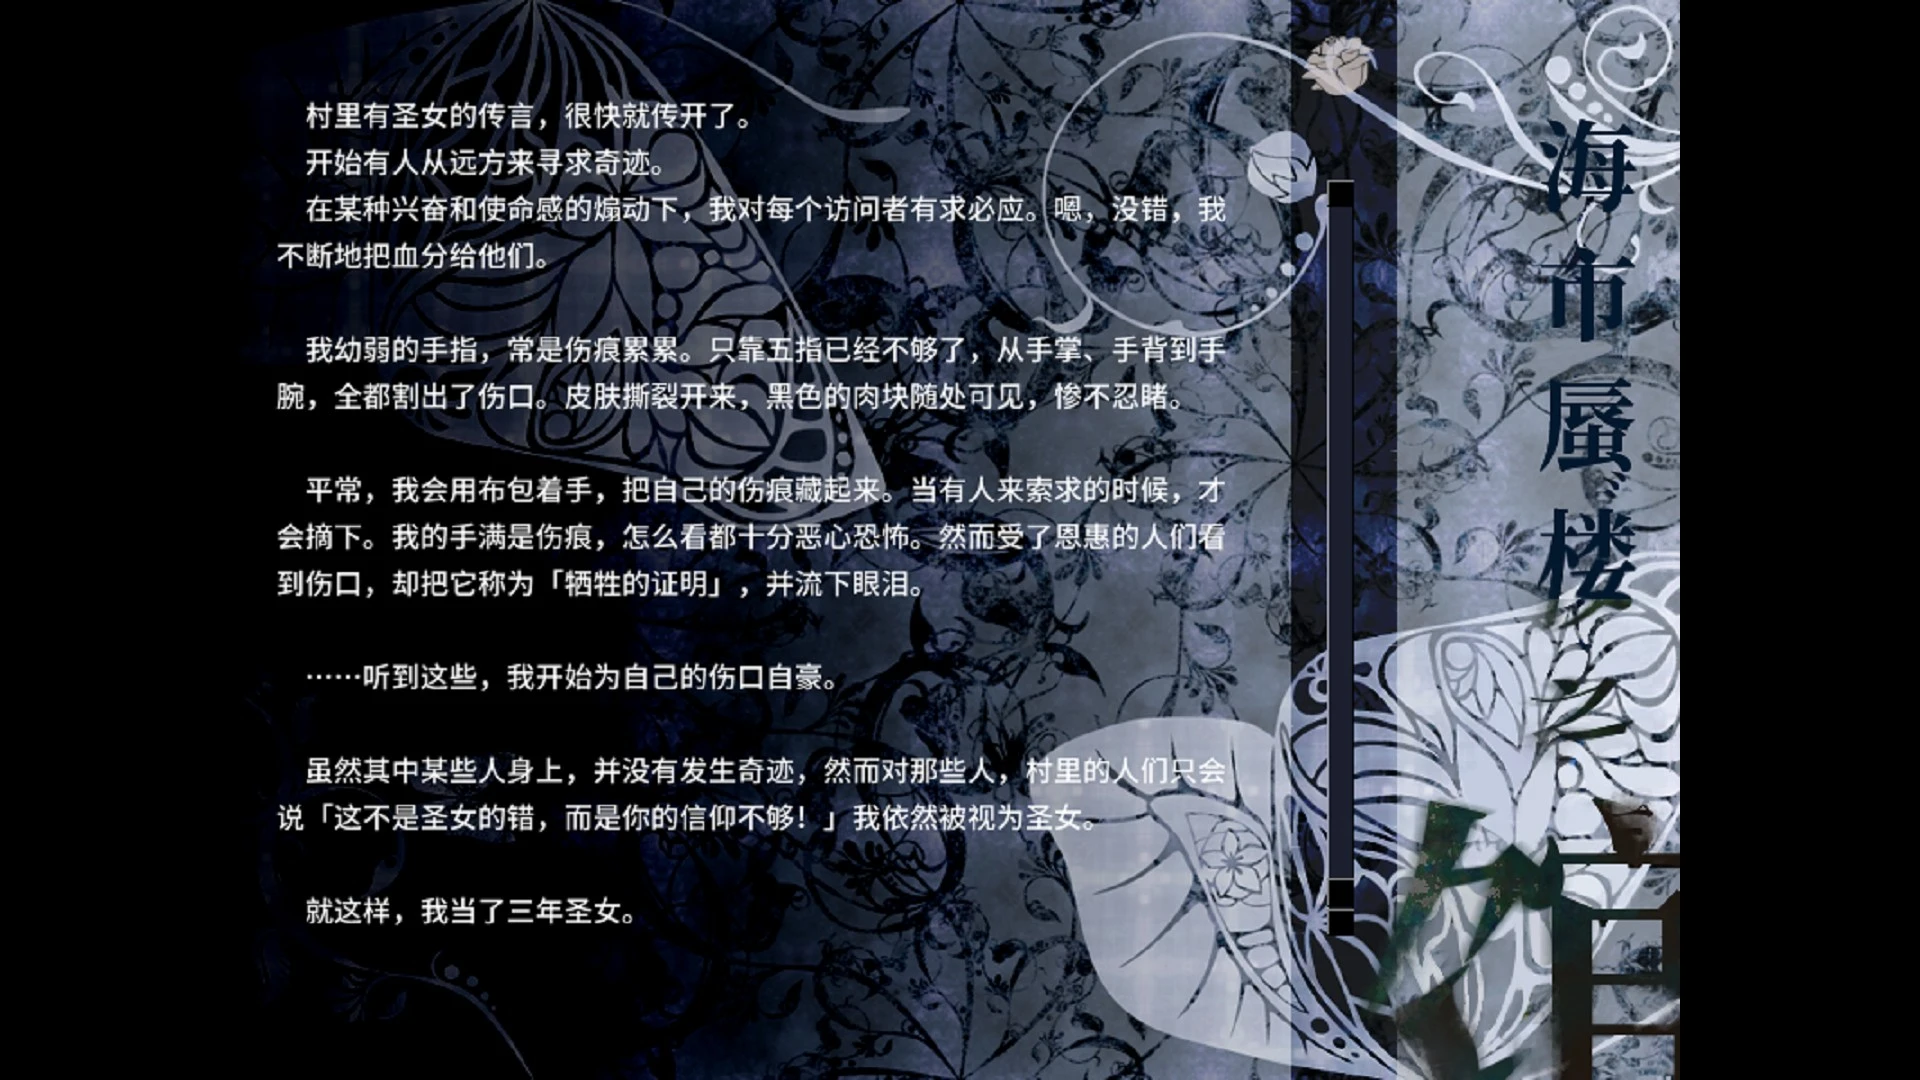 村里有圣女的传言，很快就传开了。
开始有人从远方来寻求奇迹。
在某种兴奋和使命感的煽动下，我对每个访问者有求必应。嗯，没错，我
不断地把血分给他们。
我幼弱的手指，常是伤痕累累。只靠五指已经不够了，从手掌、手背到手
腕，全都割出了伤口。皮肤撕裂开来，黑色的肉块随处可见，惨不忍睹。
平常，我会用布包着手，把自己的伤痕藏起来。当有人来索求的时候，才
会摘下。我的手满是伤痕，怎么看都十分恶心恐怖。然而受了恩惠的人们看
到伤口，却把它称为「牺牲的证明」，并流下眼泪。
……听到这些，我开始为自己的伤口自豪。
虽然其中某些人身上，并没有发生奇迹，然而对那些人，村里的人们只会
说「这不是圣女的错，而是你的信仰不够！」我依然被视为圣女。
就这样，我当了三年圣女。
海市蜃楼之
馆